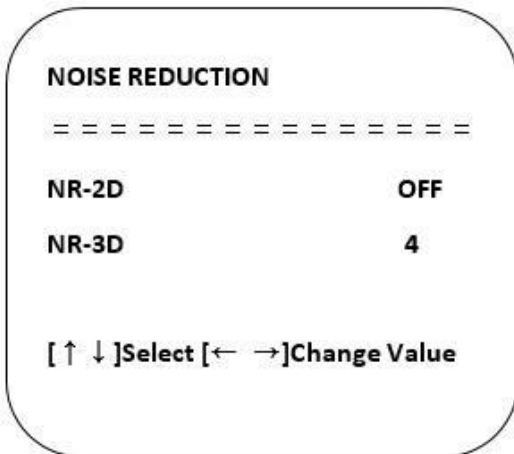 NOISE REDUCTION
= = = = = = = = = = = = = = =
NR-2D OFF
NR-3D 4
[ ↑ ↓ ]Select [← →]Change Value